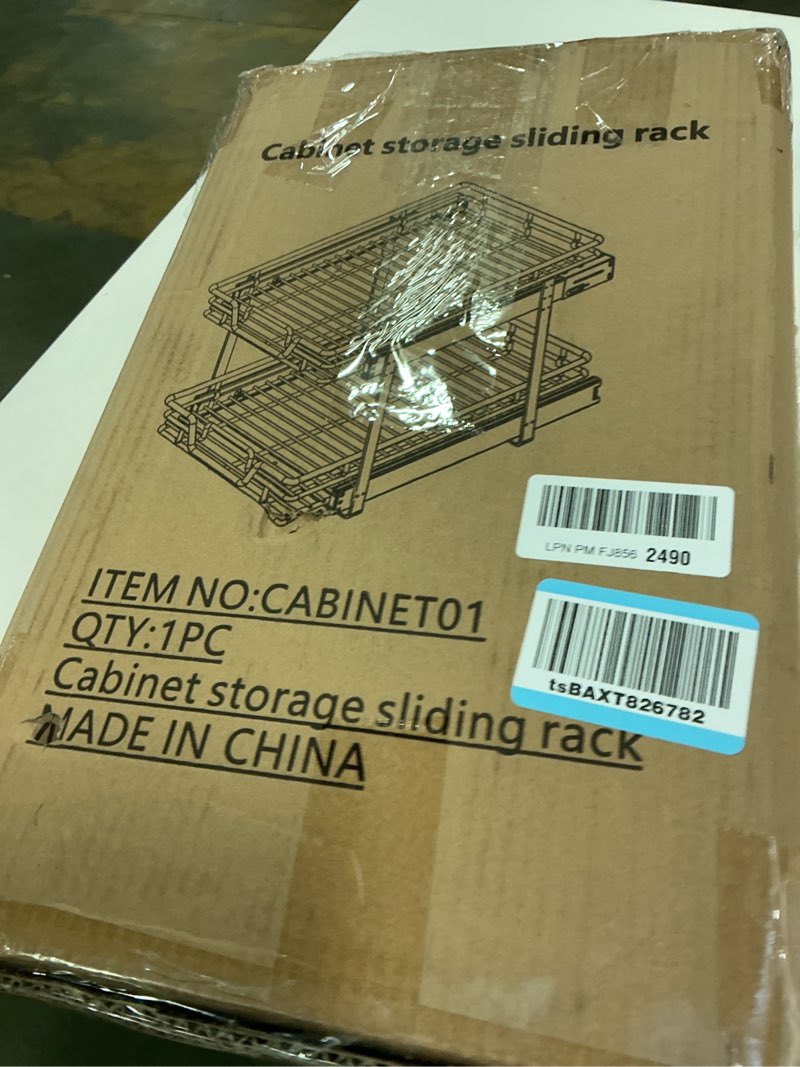 Cabinet storage sliding rack
LPN PM FJ856 2490
tsBAXT826782
ITEM NO:CABINET01
QTY:1PC
Cabinet storage sliding rack
MADE IN CHINA